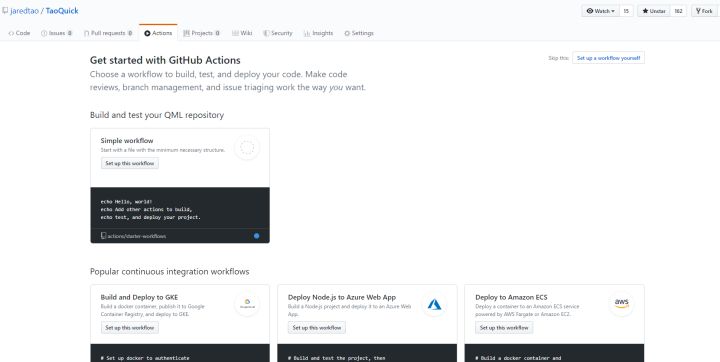 jaredtao / TaoQuick
Watch 15 Unstar 162 Fork
Code Issues 0 Pull requests 0 Actions Projects 0 Wiki Security Insights Settings
Get started with GitHub Actions
Skip this: Set up a workflow yourself
Choose a workflow to build, test, and deploy your code. Make code
reviews, branch management, and issue triaging work the way you want.
Build and test your QML repository
Simple workflow
Start with a file with the minimum necessary structure.
Set up this workflow
echo Hello, world!
echo Add other actions to build,
echo test, and deploy your project.
actions/starter-workflows
Popular continuous integration workflows
Build and Deploy to GKE
Build a docker container, publish it to Google
Container Registry, and deploy to GKE.
Set up this workflow
# Set up docker to authenticate
Deploy Node.js to Azure Web App
Build a Node.js project and deploy it to an Azure Web
App.
Set up this workflow
# Build and test the project, then
Deploy to Amazon ECS
Deploy a container to an Amazon ECS service
powered by AWS Fargate or Amazon EC2.
aws
Set up this workflow
# Build a docker container and